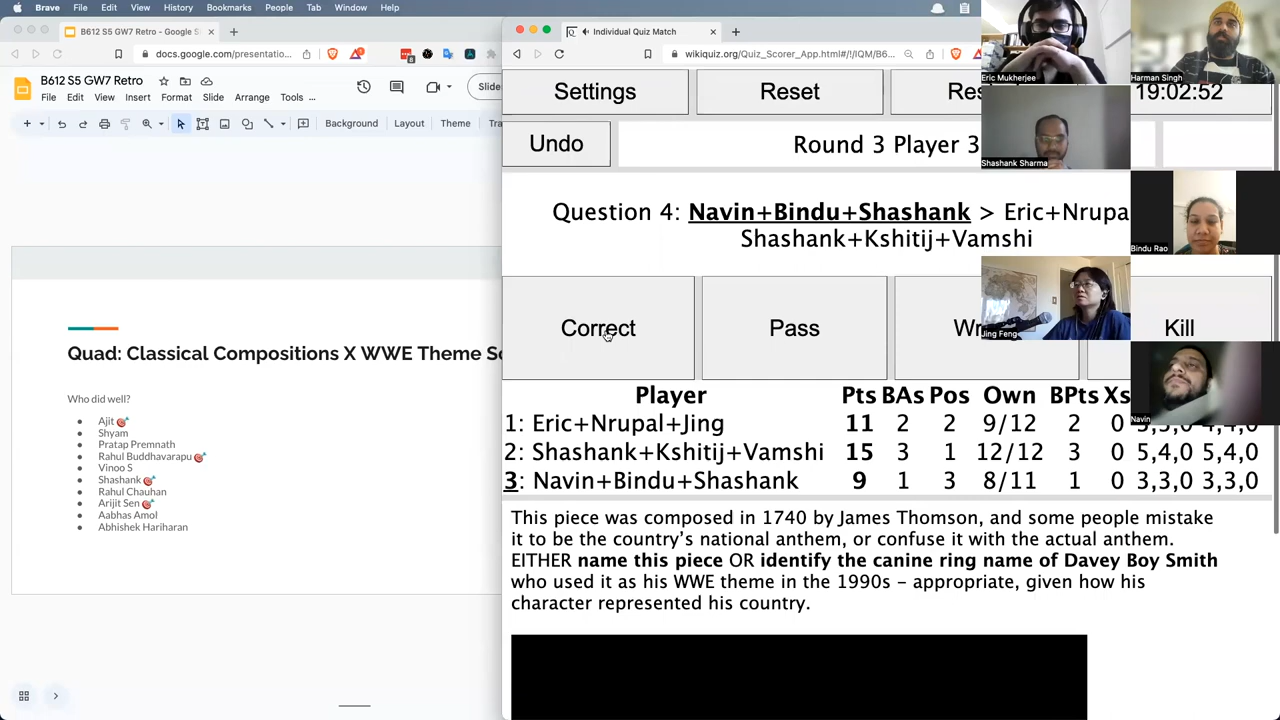 B612 S5 GW7 Retro - Google S
Individual Quiz Match
docs.google.com/presentatio...
wikiquiz.org/Quiz_Scorer_App.html#/!/IQM/B6...
B612 S5 GW7 Retro
File Edit View Insert Format Slide Arrange Tools ...
Background Layout Theme
Settings Reset 19:02:52
Undo Round 3 Player 3
Question 4: Navin+Bindu+Shashank > Eric+Nrupa
Shashank+Kshitij+Vamshi
Correct Pass Kill
Player Pts BAs Pos Own BPts Xs
1: Eric+Nrupal+Jing 11 2 2 9/12 2 0
2: Shashank+Kshitij+Vamshi 15 3 1 12/12 3 0 5,4,0 5,4,0
3: Navin+Bindu+Shashank 9 1 3 8/11 1 0 3,3,0 3,3,0
This piece was composed in 1740 by James Thomson, and some people mistake
it to be the country's national anthem, or confuse it with the actual anthem.
EITHER name this piece OR identify the canine ring name of Davey Boy Smith
who used it as his WWE theme in the 1990s – appropriate, given how his
character represented his country.
Quad: Classical Compositions X WWE Theme So
Who did well?
Ajit
Shyam
Pratap Premnath
Rahul Buddhavarapu
Vinoo S
Shashank
Rahul Chauhan
Arijit Sen
Aabhas Amol
Abhishek Hariharan
Eric Mukherjee
Harman Singh
Shashank Sharma
Bindu Rao
Jing Feng
Navin